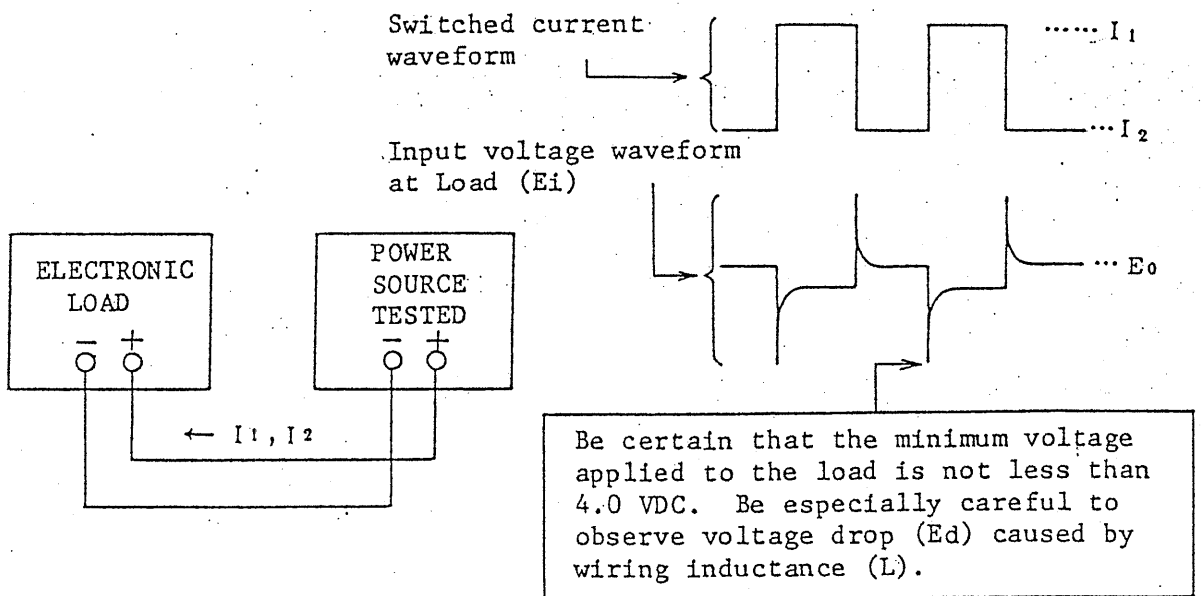 Switched current
waveform
...... I1
... I2
Input voltage waveform
at Load (Ei)
... Eo
ELECTRONIC
LOAD
- +
POWER
SOURCE
TESTED
- +
← I1, I2
Be certain that the minimum voltage
applied to the load is not less than
4.0 VDC. Be especially careful to
observe voltage drop (Ed) caused by
wiring inductance (L).